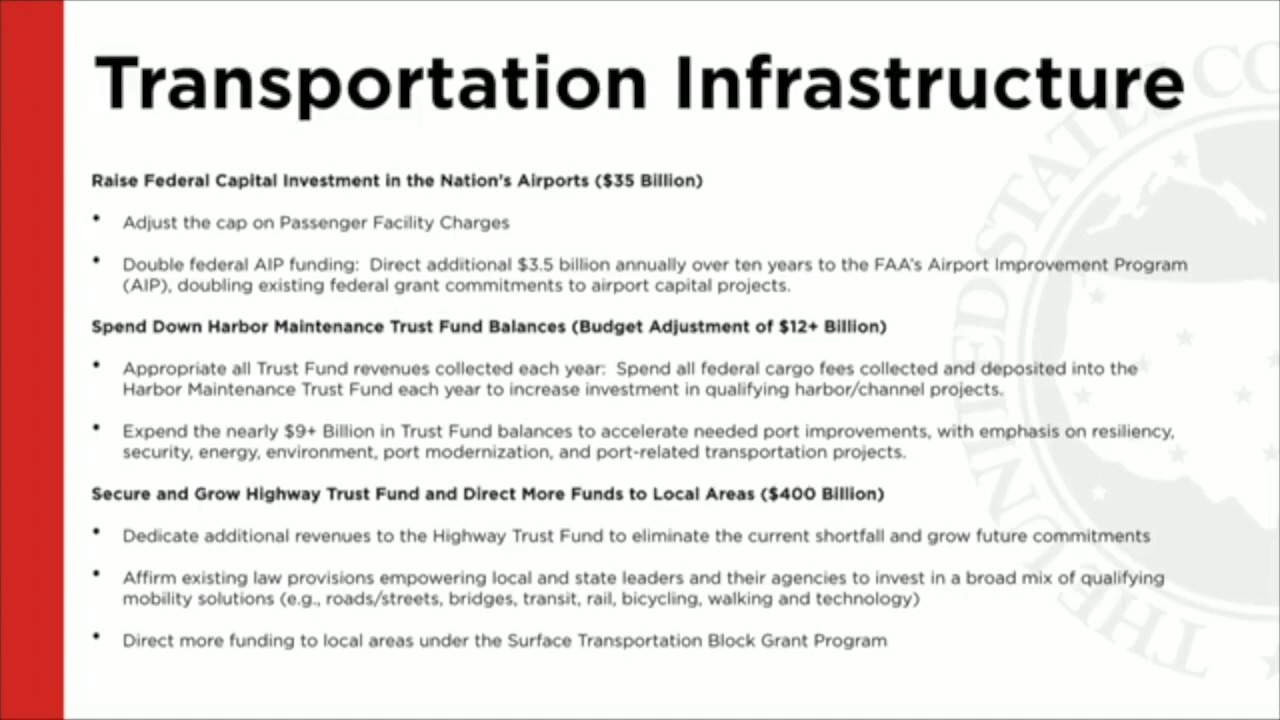 Transportation Infrastructure
Raise Federal Capital Investment in the Nation's Airports ($35 Billion)
• Adjust the cap on Passenger Facility Charges
• Double federal AIP funding:  Direct additional $3.5 billion annually over ten years to the FAA's Airport Improvement Program
(AIP), doubling existing federal grant commitments to airport capital projects.
Spend Down Harbor Maintenance Trust Fund Balances (Budget Adjustment of $12+ Billion)
• Appropriate all Trust Fund revenues collected each year:  Spend all federal cargo fees collected and deposited into the
Harbor Maintenance Trust Fund each year to increase investment in qualifying harbor/channel projects.
• Expend the nearly $9+ Billion in Trust Fund balances to accelerate needed port improvements, with emphasis on resiliency,
security, energy, environment, port modernization, and port-related transportation projects.
Secure and Grow Highway Trust Fund and Direct More Funds to Local Areas ($400 Billion)
• Dedicate additional revenues to the Highway Trust Fund to eliminate the current shortfall and grow future commitments
• Affirm existing law provisions empowering local and state leaders and their agencies to invest in a broad mix of qualifying
mobility solutions (e.g., roads/streets, bridges, transit, rail, bicycling, walking and technology)
• Direct more funding to local areas under the Surface Transportation Block Grant Program
THE UNITED STATES CO